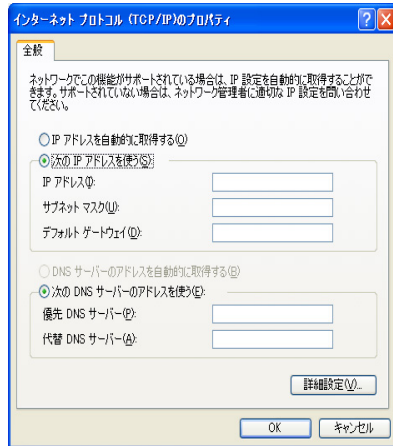 インターネット プロトコル (TCP/IP)のプロパティ
全般
ネットワークでこの機能がサポートされている場合は、IP 設定を自動的に取得することがで
きます。サポートされていない場合は、ネットワーク管理者に適切な IP 設定を問い合わせ
てください。
IP アドレスを自動的に取得する(O)
次の IP アドレスを使う(S):
IP アドレス(I):
サブネット マスク(U):
デフォルト ゲートウェイ(D):
DNS サーバーのアドレスを自動的に取得する(B)
次の DNS サーバーのアドレスを使う(E):
優先 DNS サーバー(P):
代替 DNS サーバー(A):
詳細設定(V)...
OK キャンセル